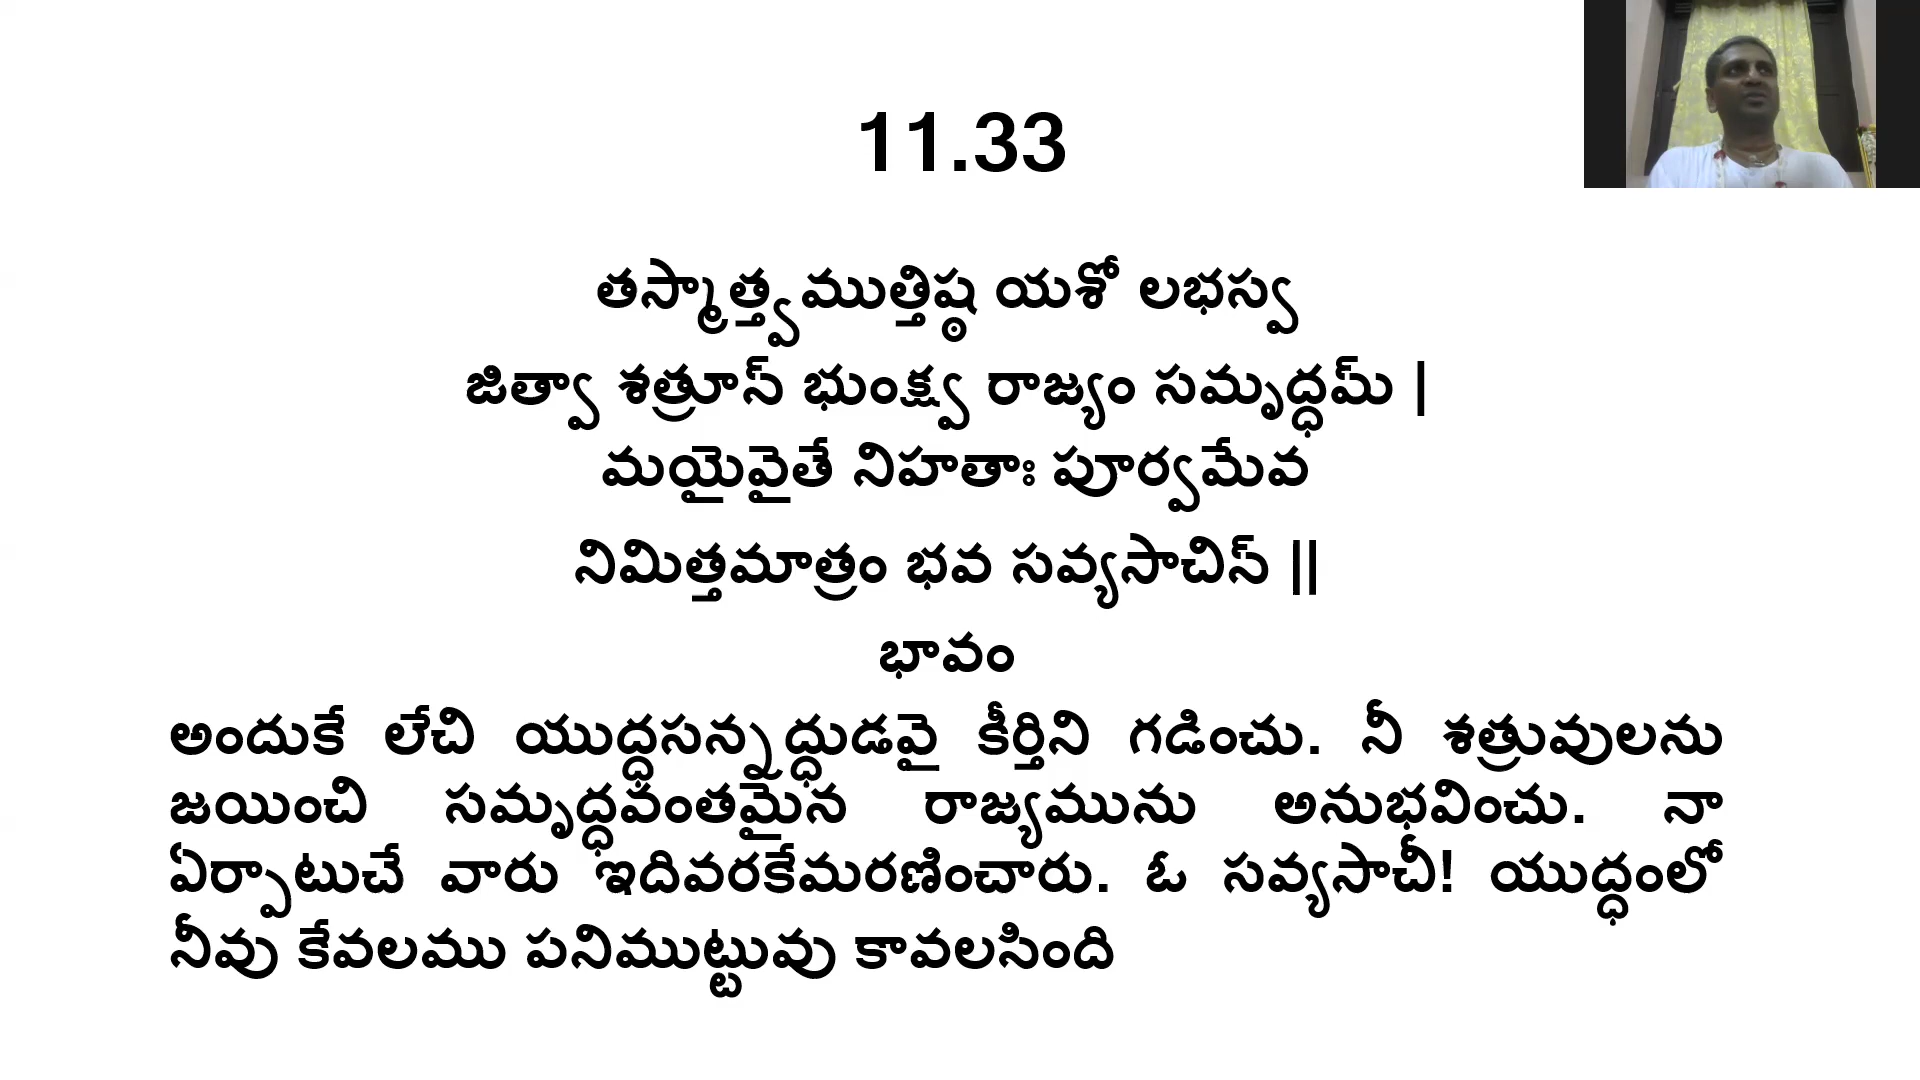 11.33
తస్మాత్త్వముత్తిష్ఠ యశో లభస్వ
జిత్వా శత్రూస్ భుంక్ష్వ రాజ్యం సమృద్ధమ్ |
మయైవైతే నిహతాః పూర్వమేవ
నిమిత్తమాత్రం భవ సవ్యసాచిస్ ||
భావం
అందుకే లేచి యుద్ధసన్నద్ధుడవై కీర్తిని గడించు. నీ శత్రువులను
జయించి సమృద్ధవంతమైన రాజ్యమును అనుభవించు. నా
ఏర్పాటుచే వారు ఇదివరకేమరణించారు. ఓ సవ్యసాచీ! యుద్ధంలో
నీవు కేవలము పనిముట్టువు కావలసింది